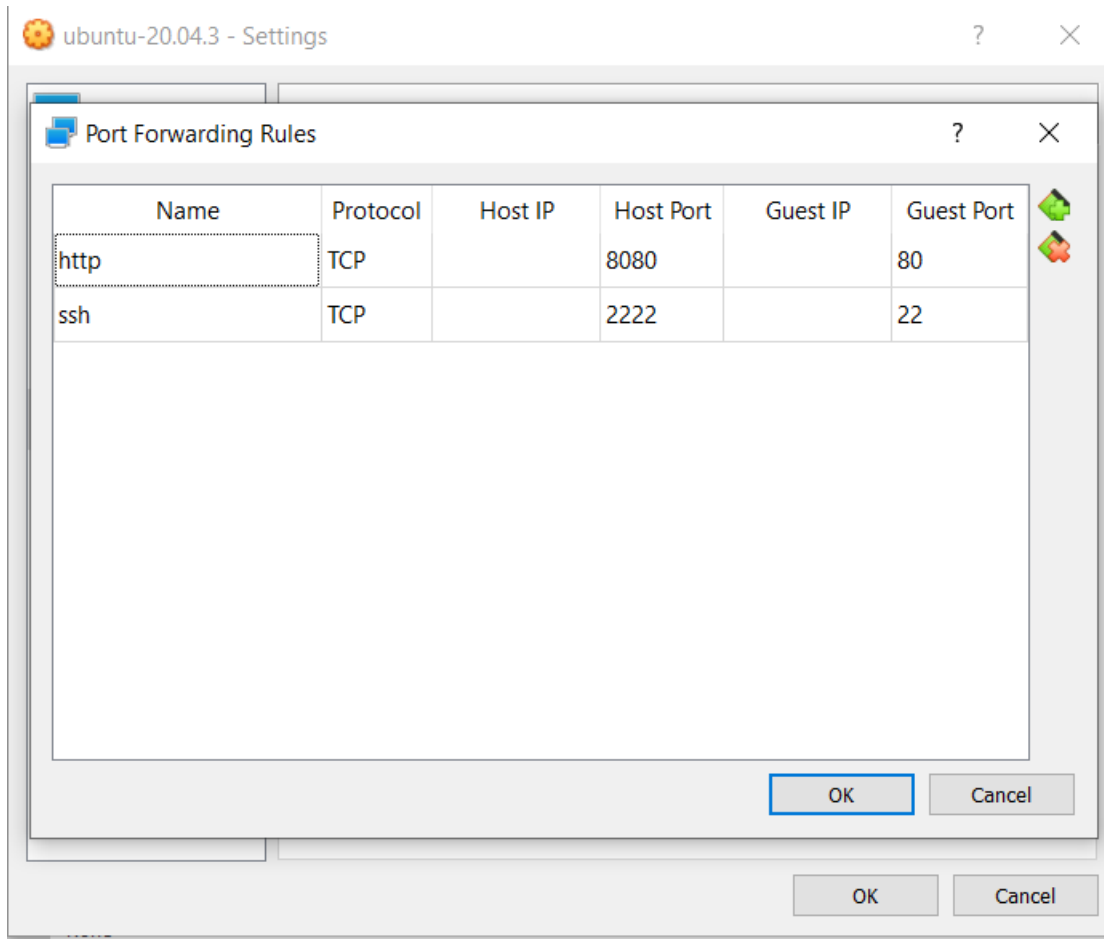 ubuntu-20.04.3 - Settings ?
Port Forwarding Rules ?
Name Protocol Host IP Host Port Guest IP Guest Port
http TCP 8080 80
ssh TCP 2222 22
OK Cancel
OK Cancel